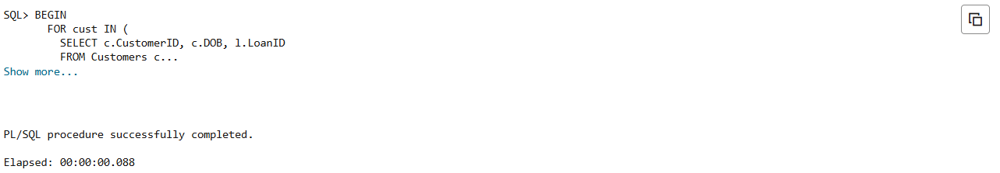 SQL> BEGIN
FOR cust IN (
SELECT c.CustomerID, c.DOB, l.LoanID
FROM Customers c...
Show more...
PL/SQL procedure successfully completed.
Elapsed: 00:00:00.088